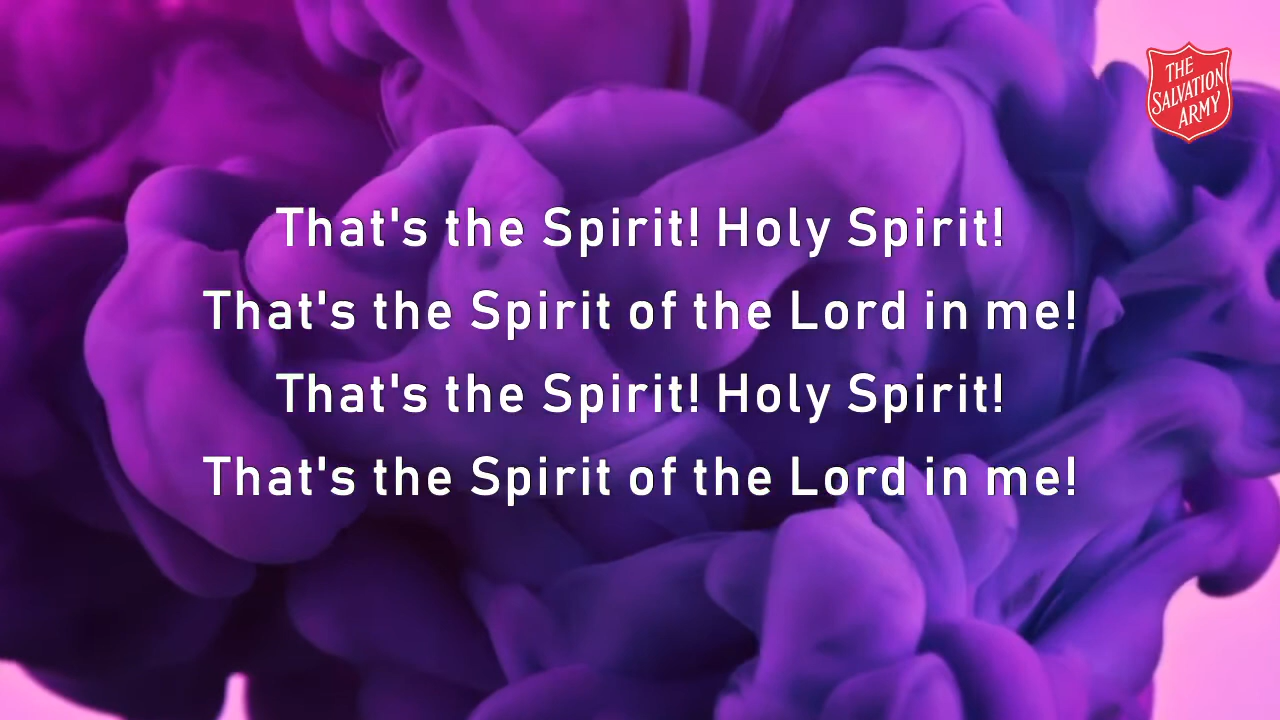 THE
SALVATION
ARMY
That's the Spirit! Holy Spirit!
That's the Spirit of the Lord in me!
That's the Spirit! Holy Spirit!
That's the Spirit of the Lord in me!